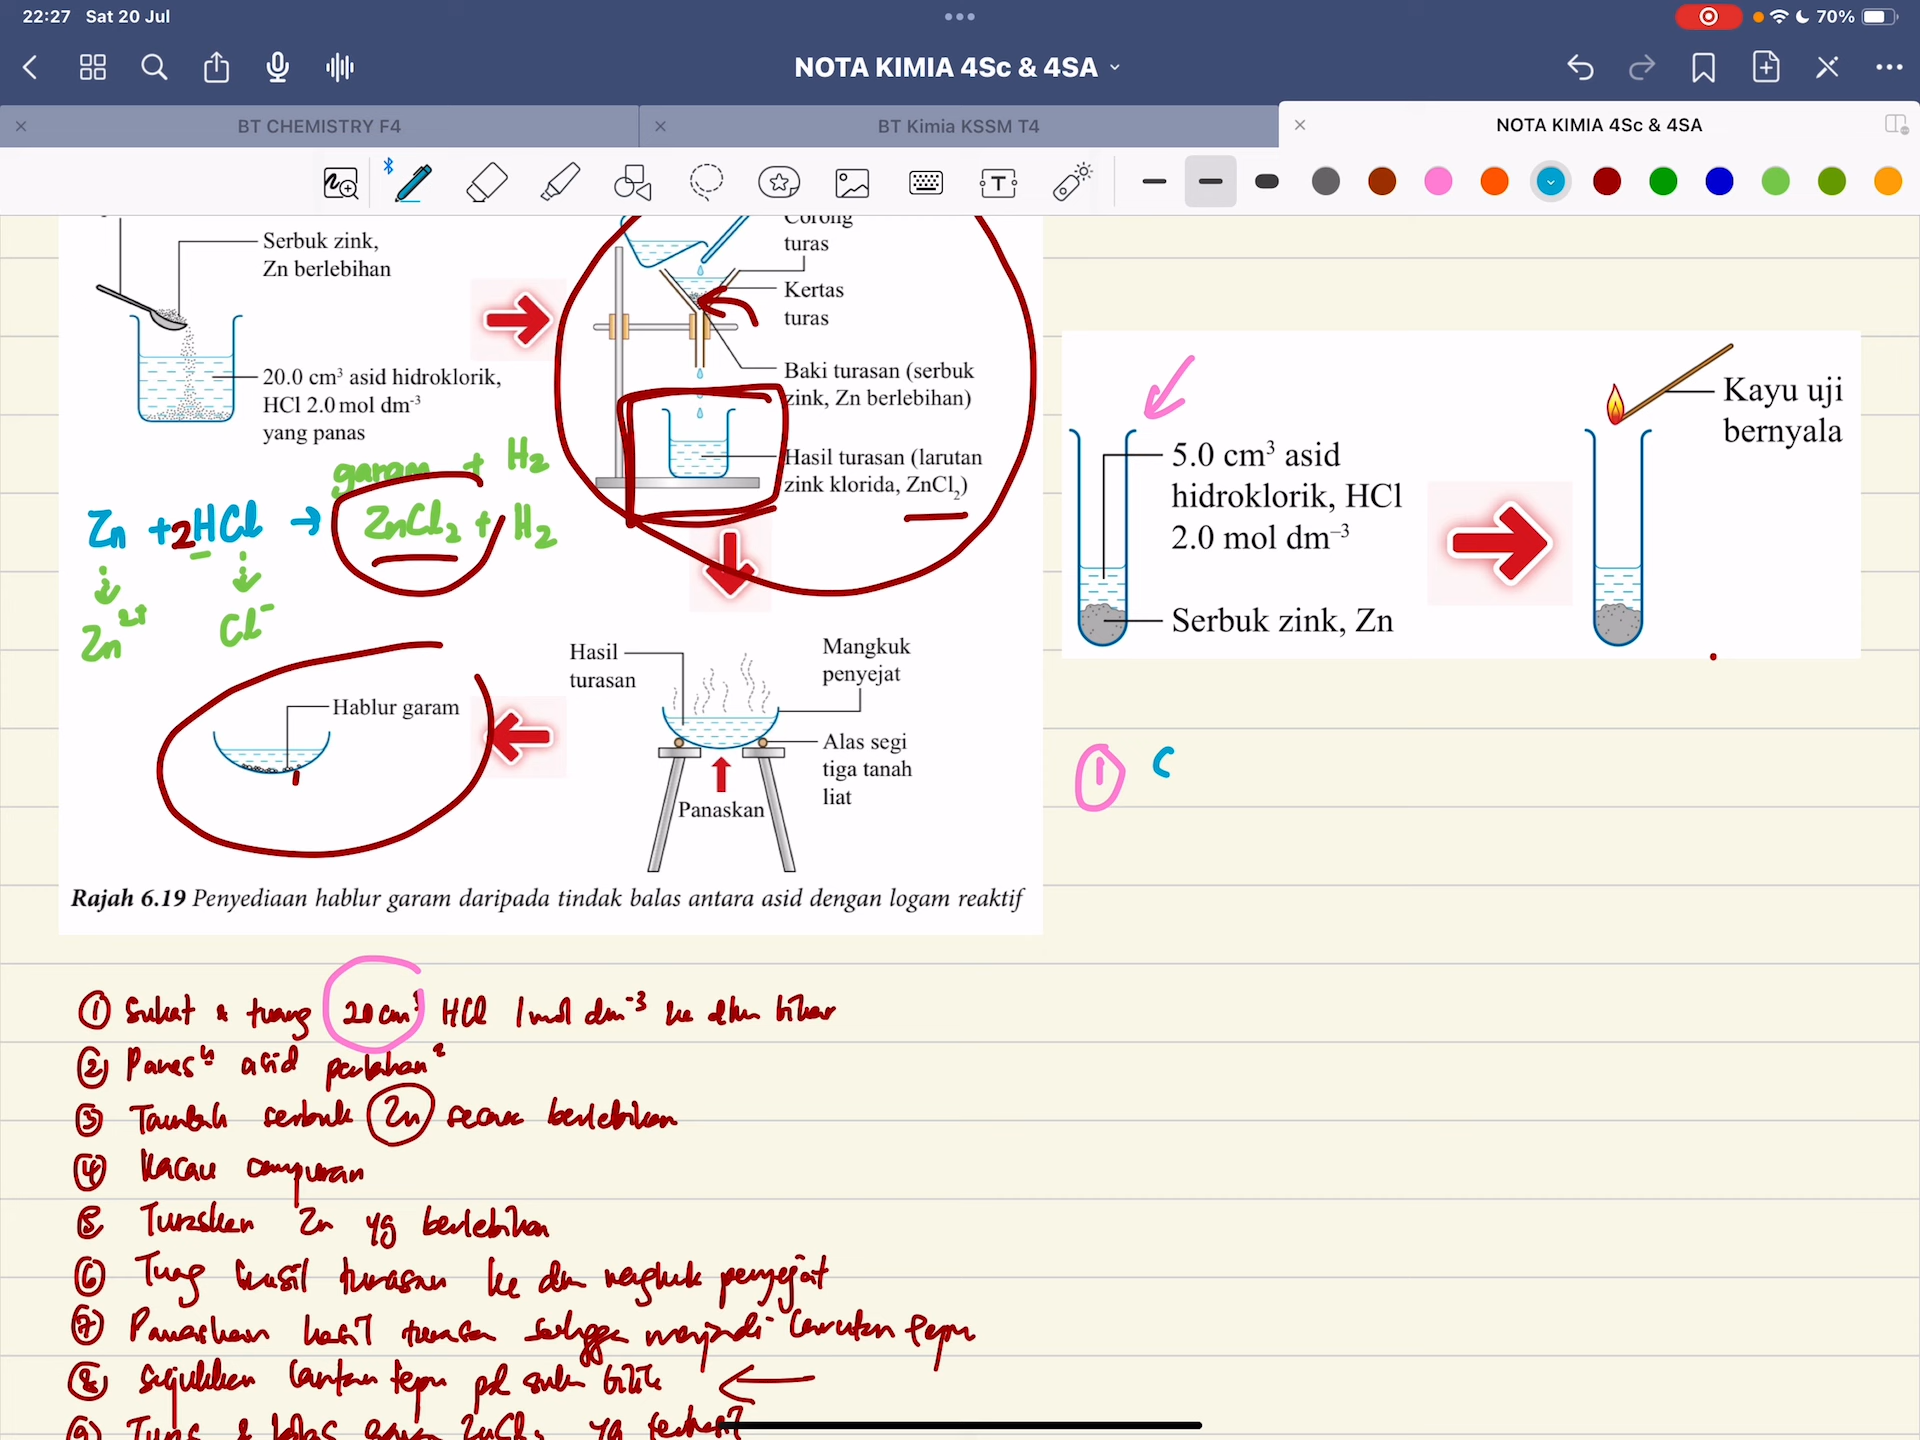 22:27 Sat 20 Jul
70%
NOTA KIMIA 4Sc & 4SA
BT CHEMISTRY F4
BT Kimia KSSM T4
NOTA KIMIA 4Sc & 4SA
Serbuk zink,
Zn berlebihan
20.0 cm³ asid hidroklorik,
HCl 2.0 mol dm⁻³
yang panas
Corong
turas
Kertas
turas
Baki turasan (serbuk
zink, Zn berlebihan)
Hasil turasan (larutan
zink klorida, ZnCl₂)
garam + H₂
Zn + 2HCl → ZnCl₂ + H₂
Zn²⁺ Cl⁻
Hasil
turasan
Mangkuk
penyejat
Alas segi
tiga tanah
liat
Panaskan
Hablur garam
Rajah 6.19 Penyediaan hablur garam daripada tindak balas antara asid dengan logam reaktif
5.0 cm³ asid
hidroklorik, HCl
2.0 mol dm⁻³
Serbuk zink, Zn
Kayu uji
bernyala
①
① Sukat & tuang 20 cm³ HCl 1 mol dm⁻³ ke dlm bikar
② asid perlahan²
③ Tambah serbuk Zn secara berlebihan
④ Kacau campuran
⑤ Turaskan Zn yg berlebihan
⑥ Tuang hasil turasan ke dlm mangkuk penyejat
⑦ Panaskan hasil turasan sehingga menjadi larutan tepu
⑧ Sejukkan larutan tepu pd suhu bilik
⑨ ZnCl₂ yg terhasil